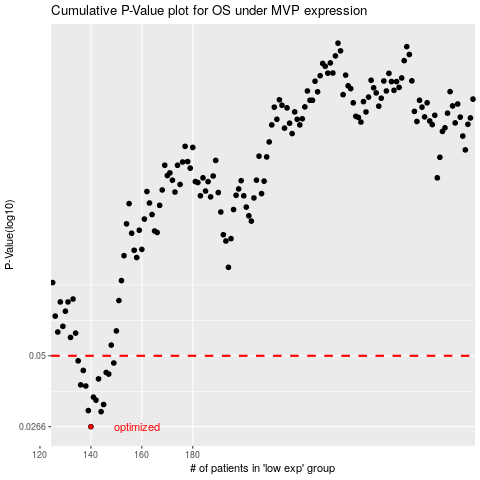 Cumulative P-Value plot for OS under MVP expression
P-Value(log10)
0.05
0.0266
optimized
120 140 160 180
# of patients in 'low exp' group